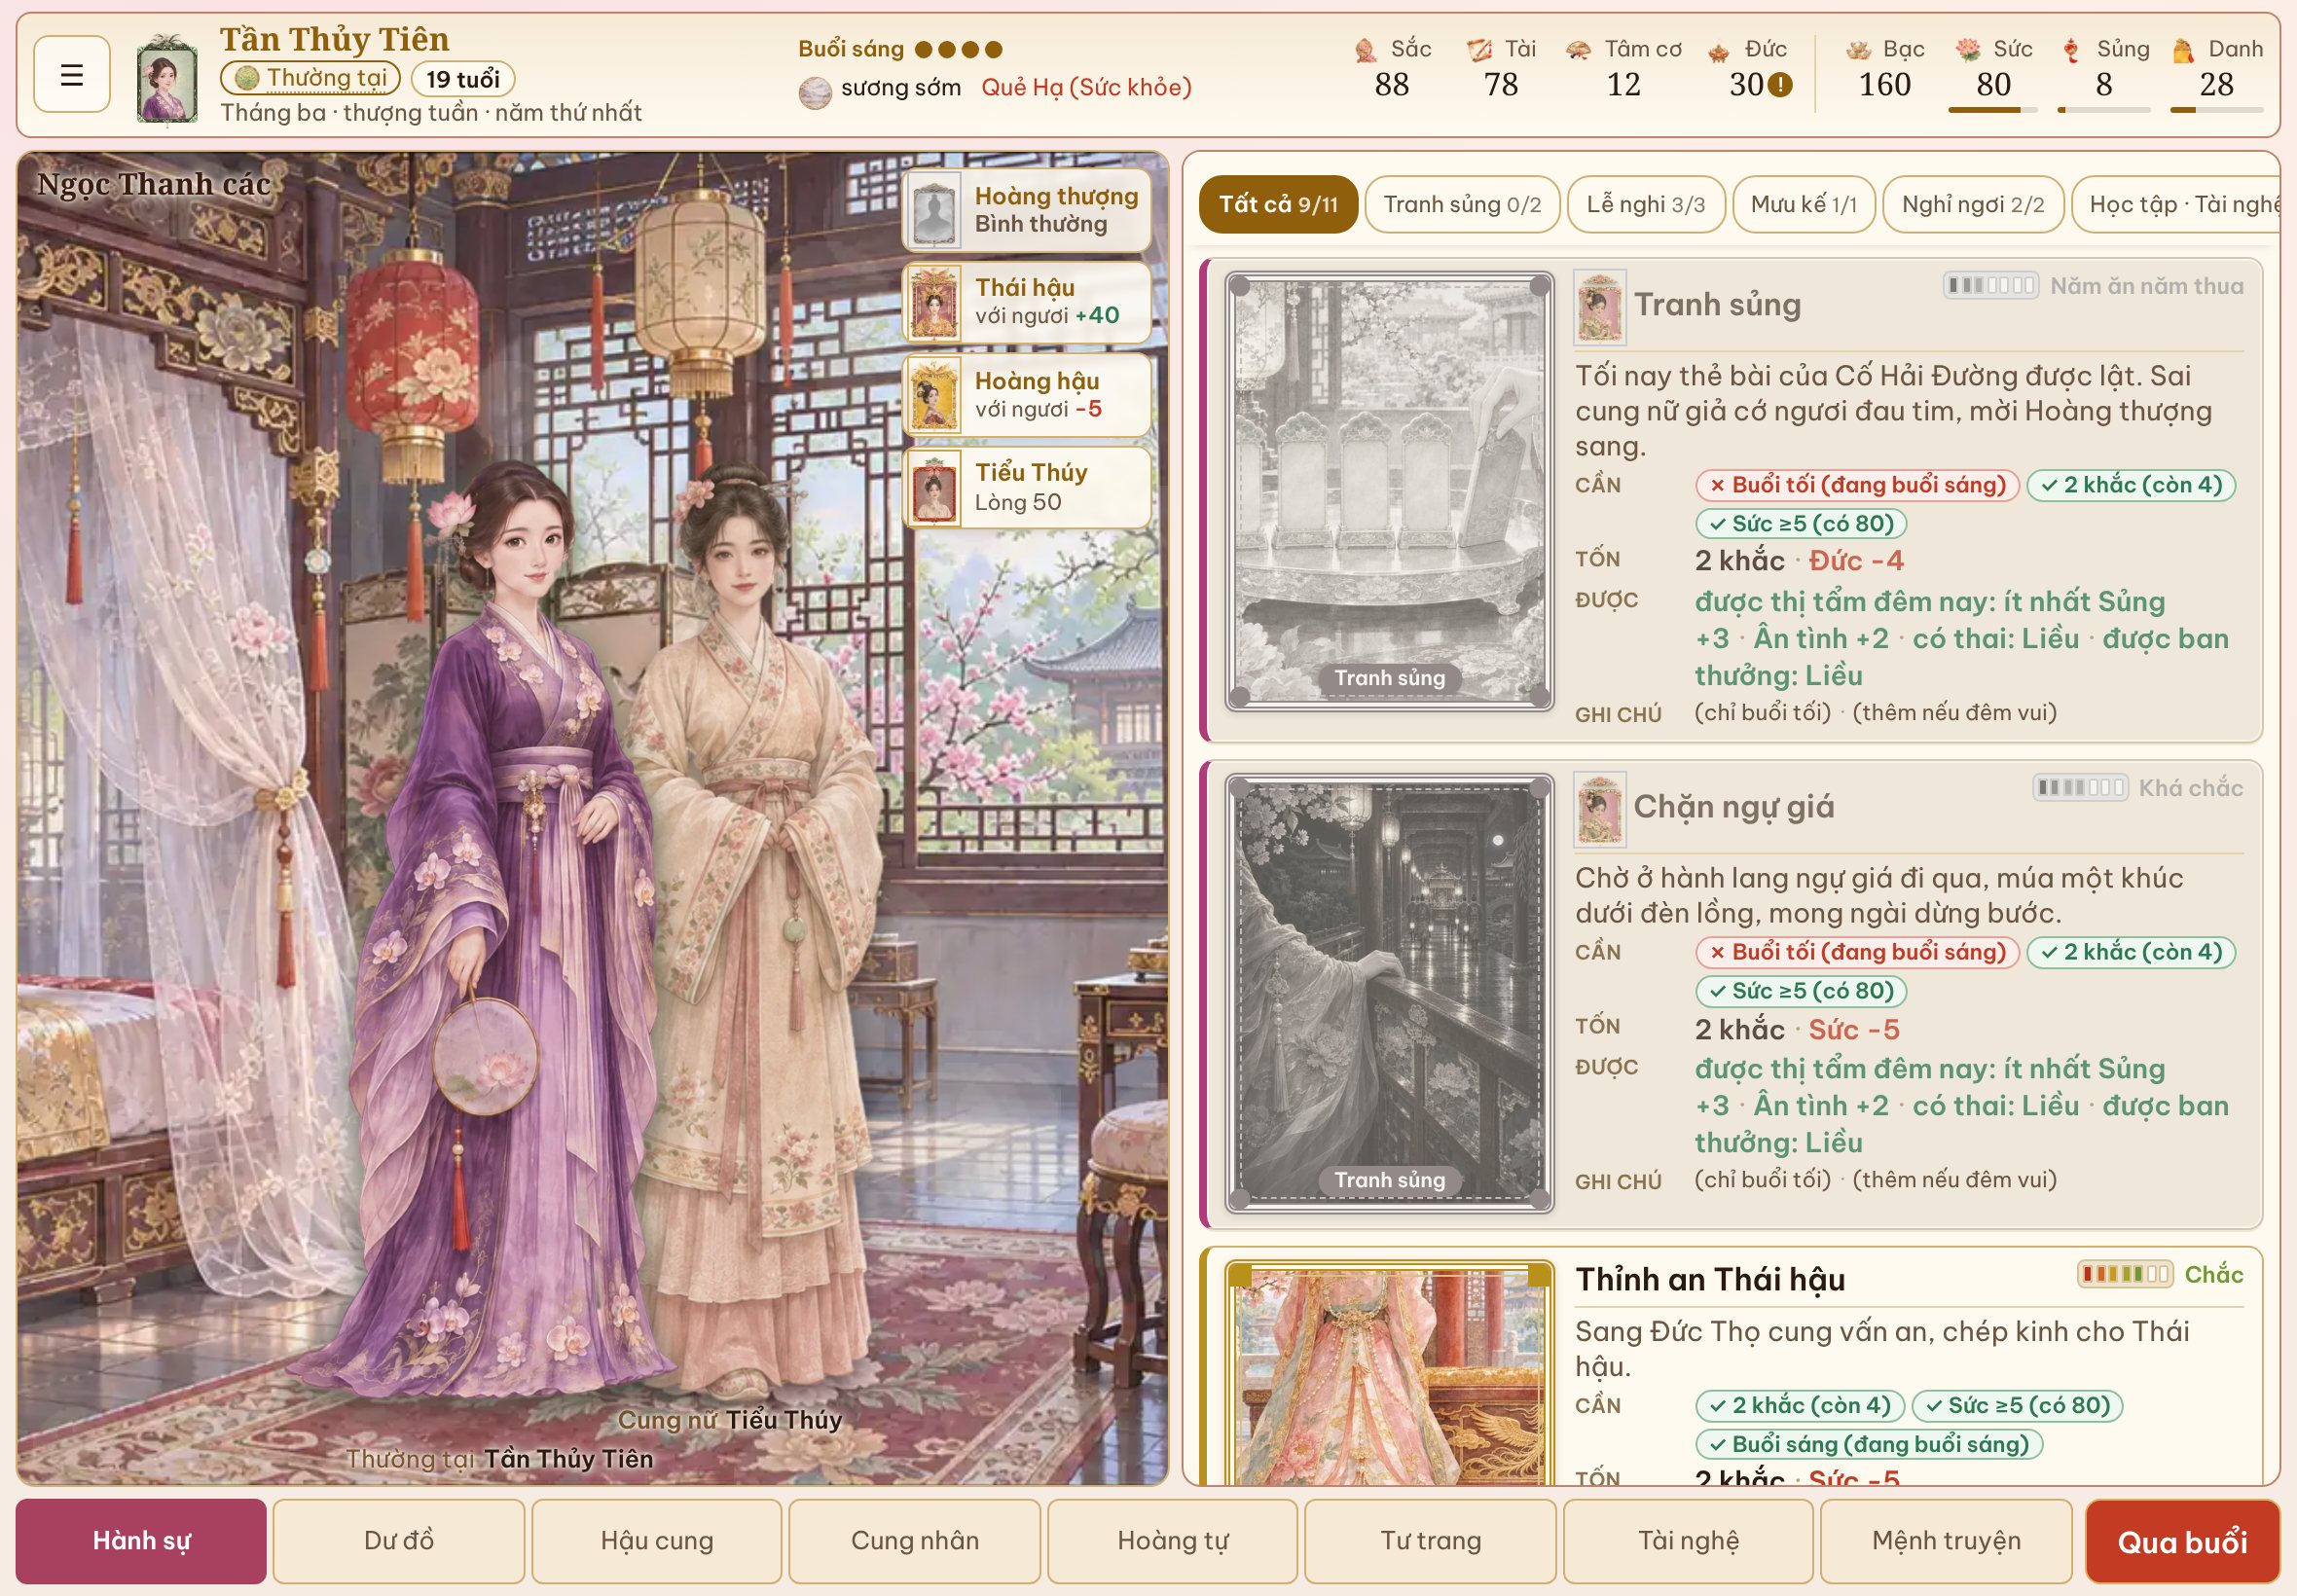 ☰
Tần Thủy Tiên
Thường tại
19 tuổi
Tháng ba · thượng tuần · năm thứ nhất
Buổi sáng
sương sớm Quẻ Hạ (Sức khỏe)
Sắc
88
Tài
78
Tâm cơ
12
Đức
30 !
Bạc
160
Sức
80
Sủng
8
Danh
28
Ngọc Thanh các
Hoàng thượng
Bình thường
Thái hậu
với ngươi +40
Hoàng hậu
với ngươi -5
Tiểu Thúy
Lòng 50
Cung nữ Tiểu Thúy
Thường tại Tần Thủy Tiên
Tất cả 9/11
Tranh sủng 0/2
Lễ nghi 3/3
Mưu kế 1/1
Nghỉ ngơi 2/2
Học tập · Tài nghệ
Tranh sủng
Tranh sủng
Năm ăn năm thua
Tối nay thẻ bài của Cố Hải Đường được lật. Sai
cung nữ giả cớ ngươi đau tim, mời Hoàng thượng
sang.
CẦN
✕ Buổi tối (đang buổi sáng) ✓ 2 khắc (còn 4)
✓ Sức ≥5 (có 80)
TỐN
2 khắc · Đức -4
ĐƯỢC
được thị tẩm đêm nay: ít nhất Sủng
+3 · Ân tình +2 · có thai: Liều · được ban
thưởng: Liều
GHI CHÚ
(chỉ buổi tối) · (thêm nếu đêm vui)
Tranh sủng
Chặn ngự giá
Khá chắc
Chờ ở hành lang ngự giá đi qua, múa một khúc
dưới đèn lồng, mong ngài dừng bước.
CẦN
✕ Buổi tối (đang buổi sáng) ✓ 2 khắc (còn 4)
✓ Sức ≥5 (có 80)
TỐN
2 khắc · Sức -5
ĐƯỢC
được thị tẩm đêm nay: ít nhất Sủng
+3 · Ân tình +2 · có thai: Liều · được ban
thưởng: Liều
GHI CHÚ
(chỉ buổi tối) · (thêm nếu đêm vui)
Thỉnh an Thái hậu
Chắc
Sang Đức Thọ cung vấn an, chép kinh cho Thái
hậu.
CẦN
✓ 2 khắc (còn 4) ✓ Sức ≥5 (có 80)
✓ Buổi sáng (đang buổi sáng)
TỐN
2 khắc · Sức -5
Hành sự
Dư đồ
Hậu cung
Cung nhân
Hoàng tự
Tư trang
Tài nghệ
Mệnh truyện
Qua buổi